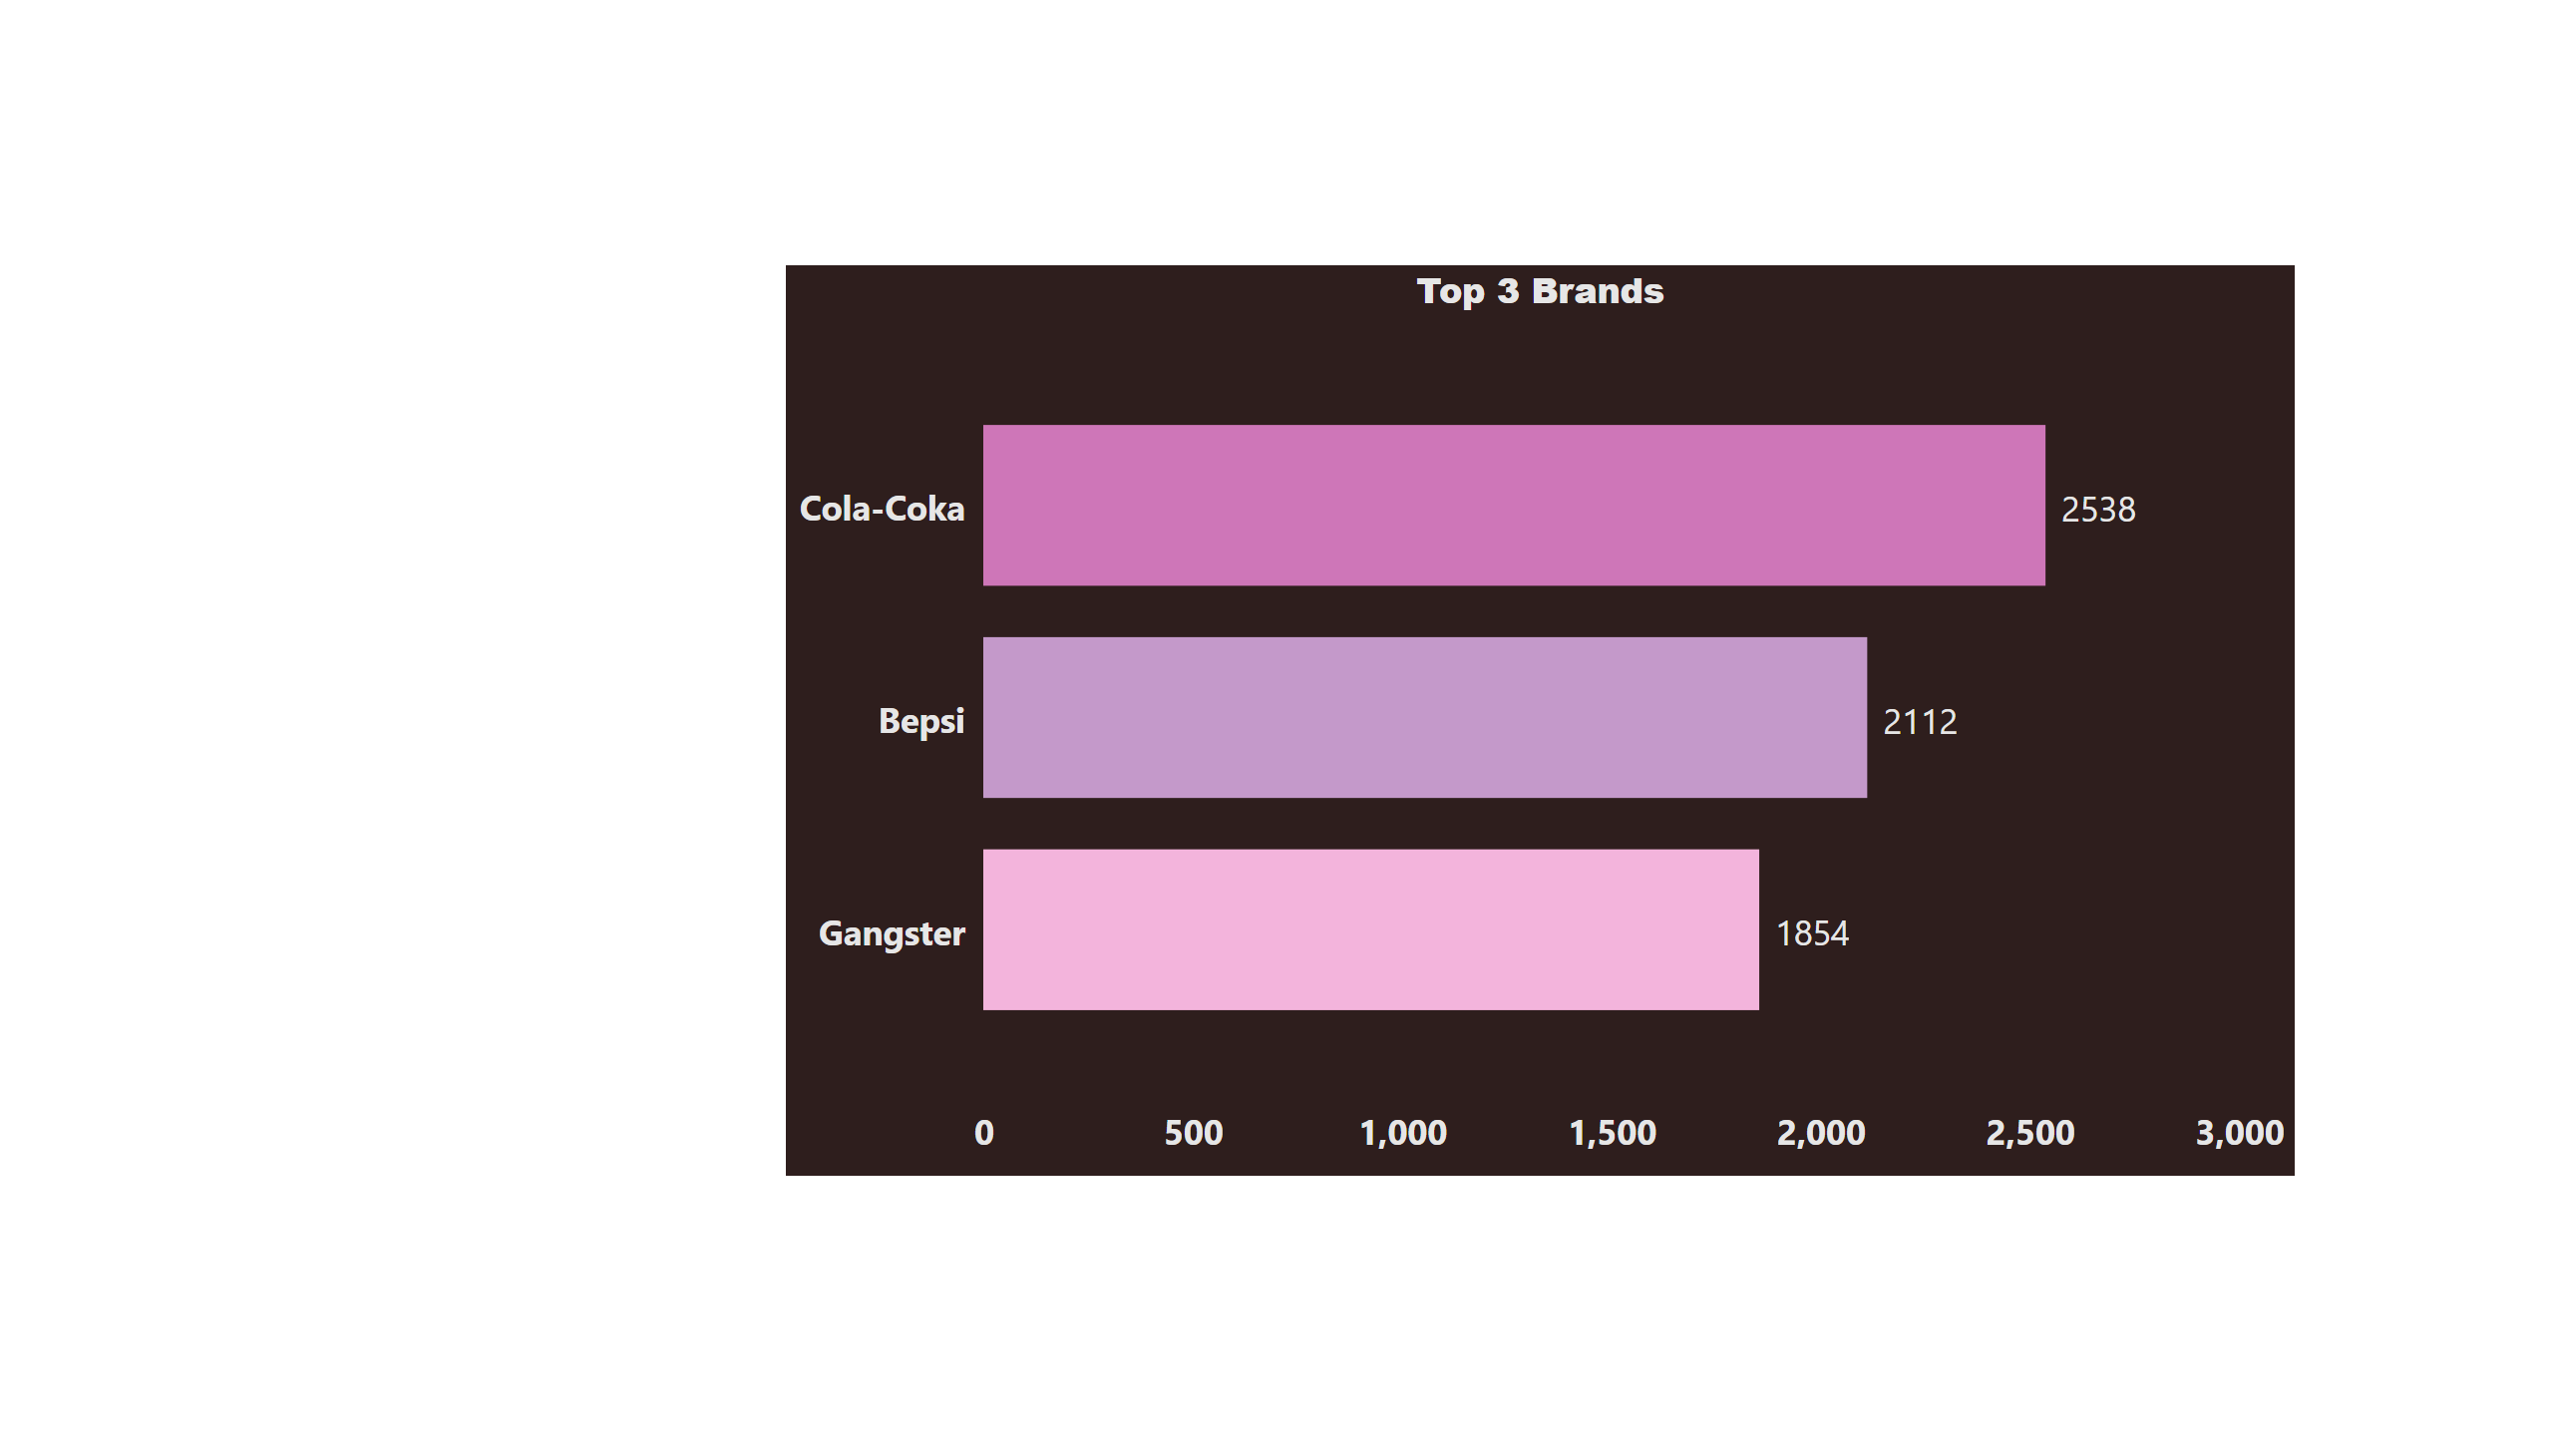 Top 3 Brands
Cola-Coka 2538
Bepsi 2112
Gangster 1854
0 500 1,000 1,500 2,000 2,500 3,000